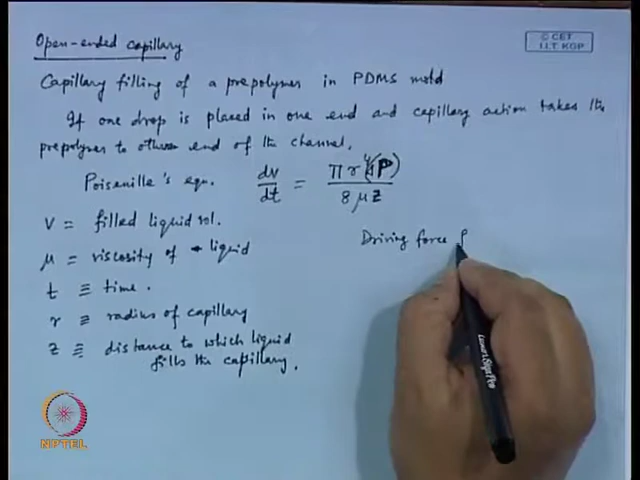 Open-ended capillary
© CET
I.I.T. KGP
Capillary filling of a prepolymer in PDMS mold
If one drop is placed in one end and capillary action takes the
prepolymer to other end of the channel.
Poiseuille's eqn. dv/dt = πr⁴(P)/8μz
V = filled liquid vol.
μ = viscosity of liquid
Driving force f
t ≡ time.
r ≡ radius of capillary
z ≡ distance to which liquid
fills the capillary.
NPTEL